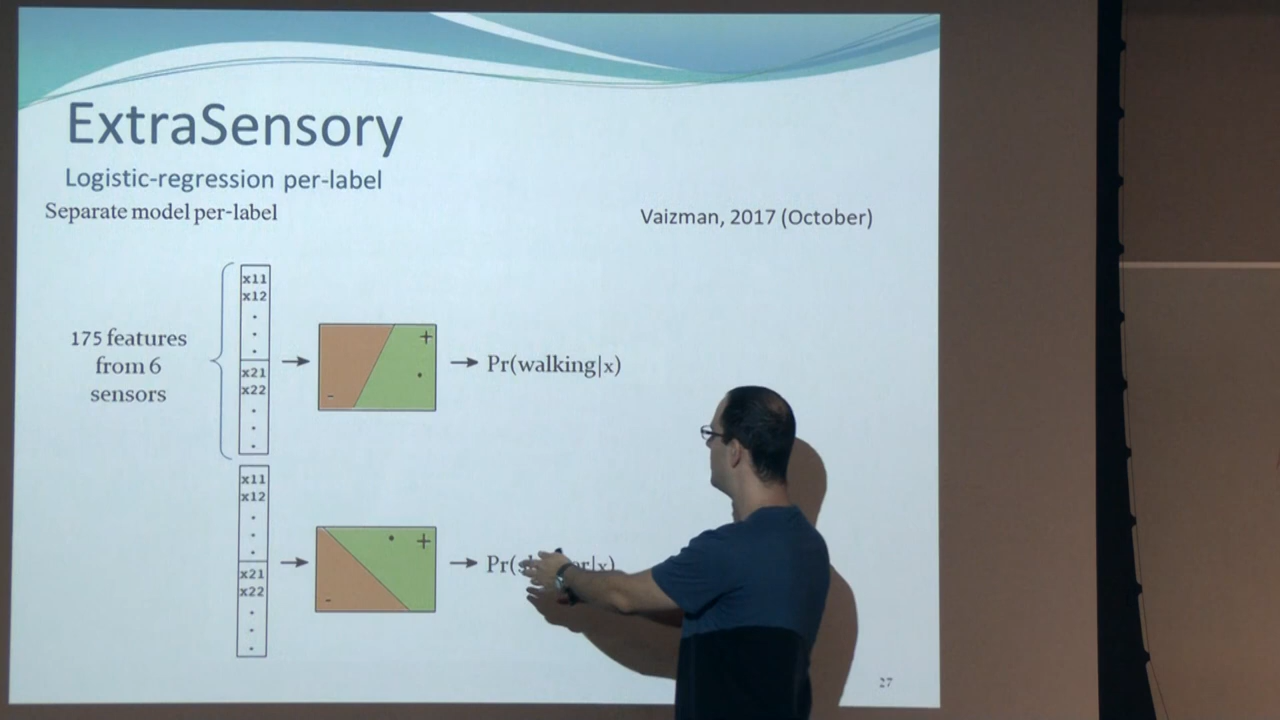 ExtraSensory
Logistic-regression per-label
Separate model per-label
Vaizman, 2017 (October)
175 features
from 6
sensors
x11
x12
x21
x22
-
+
Pr(walking|x)
x11
x12
x21
x22
-
+
27